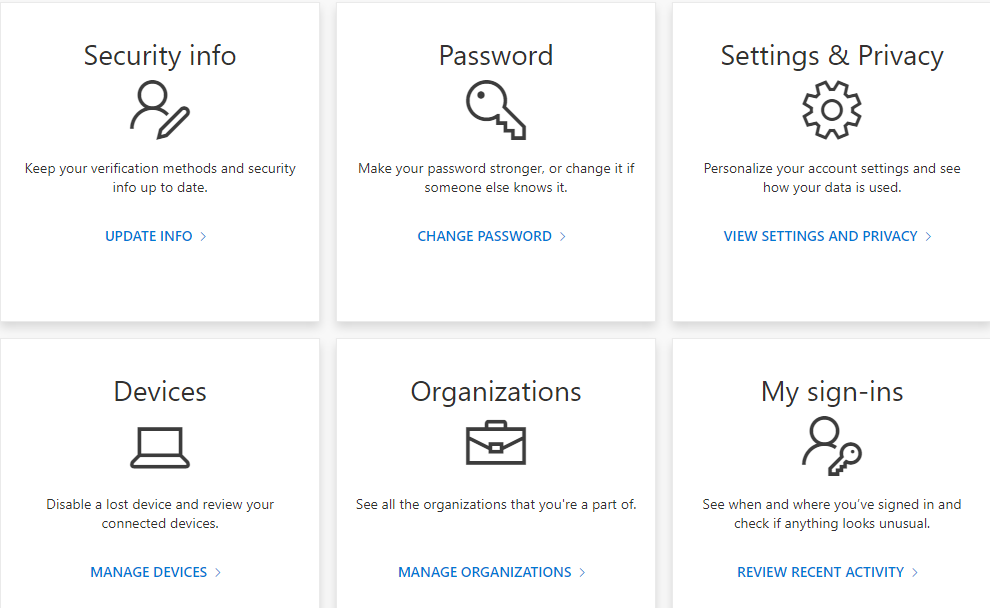 Security info
Keep your verification methods and security
info up to date.
UPDATE INFO
Password
Make your password stronger, or change it if
someone else knows it.
CHANGE PASSWORD
Settings & Privacy
Personalize your account settings and see
how your data is used.
VIEW SETTINGS AND PRIVACY
Devices
Disable a lost device and review your
connected devices.
MANAGE DEVICES
Organizations
See all the organizations that you're a part of.
MANAGE ORGANIZATIONS
My sign-ins
See when and where you've signed in and
check if anything looks unusual.
REVIEW RECENT ACTIVITY